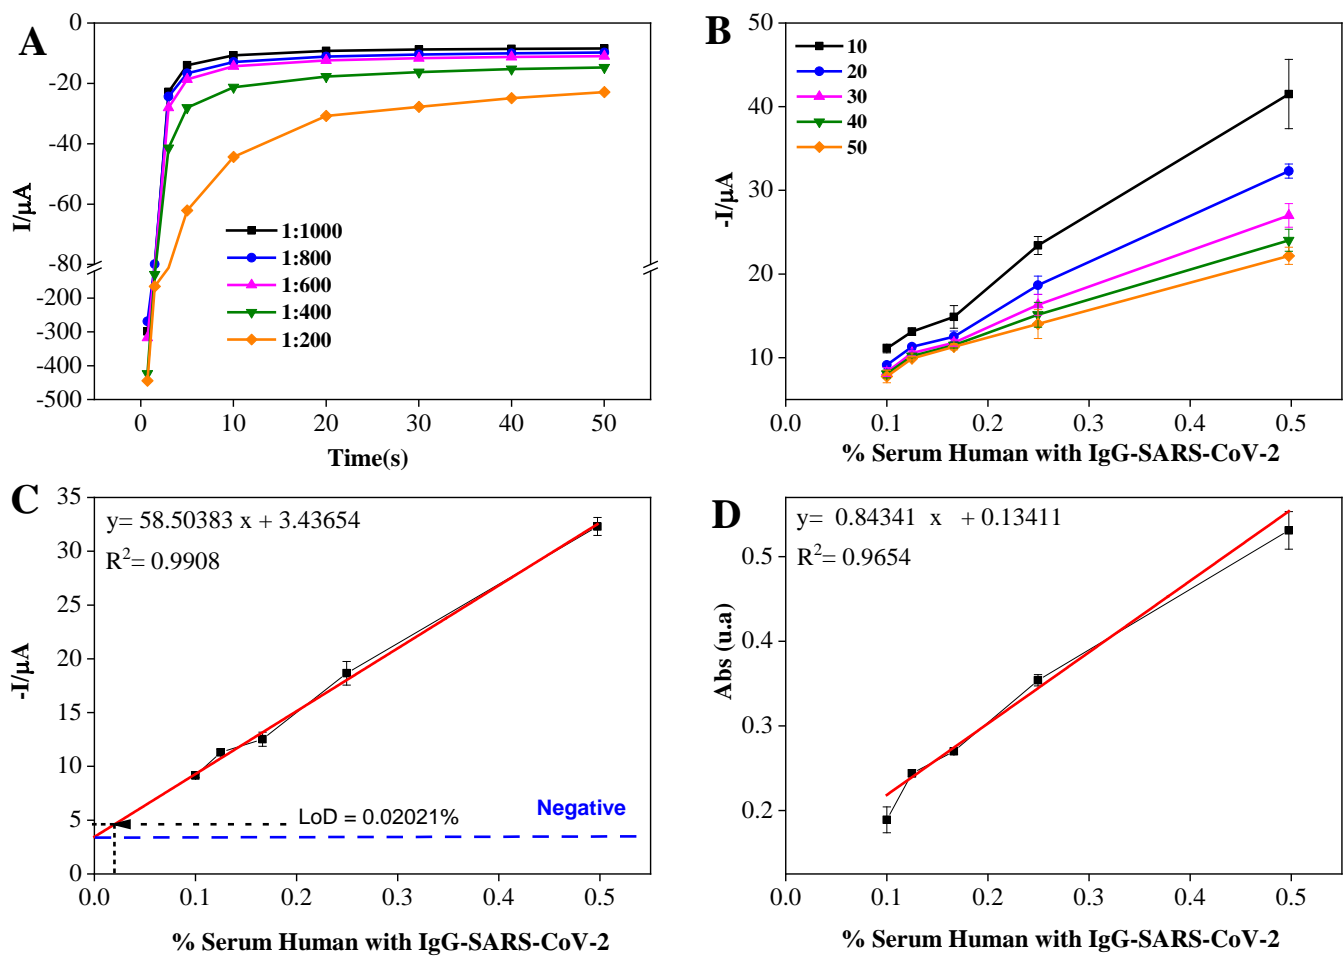 A
0
-20
-40
-60
-80
-200
-300
-400
-500
I/μA
0 10 20 30 40 50
Time(s)
1:1000
1:800
1:600
1:400
1:200
B
50
40
30
20
10
-I/μA
10
20
30
40
50
0.0 0.1 0.2 0.3 0.4 0.5
% Serum Human with IgG-SARS-CoV-2
C
35
30
25
20
15
10
5
0
-I/μA
y= 58.50383 x + 3.43654
R²= 0.9908
LoD = 0.02021%
Negative
0.0 0.1 0.2 0.3 0.4 0.5
% Serum Human with IgG-SARS-CoV-2
D
0.5
0.4
0.3
0.2
Abs (u.a)
y= 0.84341 x + 0.13411
R²= 0.9654
0.0 0.1 0.2 0.3 0.4 0.5
% Serum Human with IgG-SARS-CoV-2